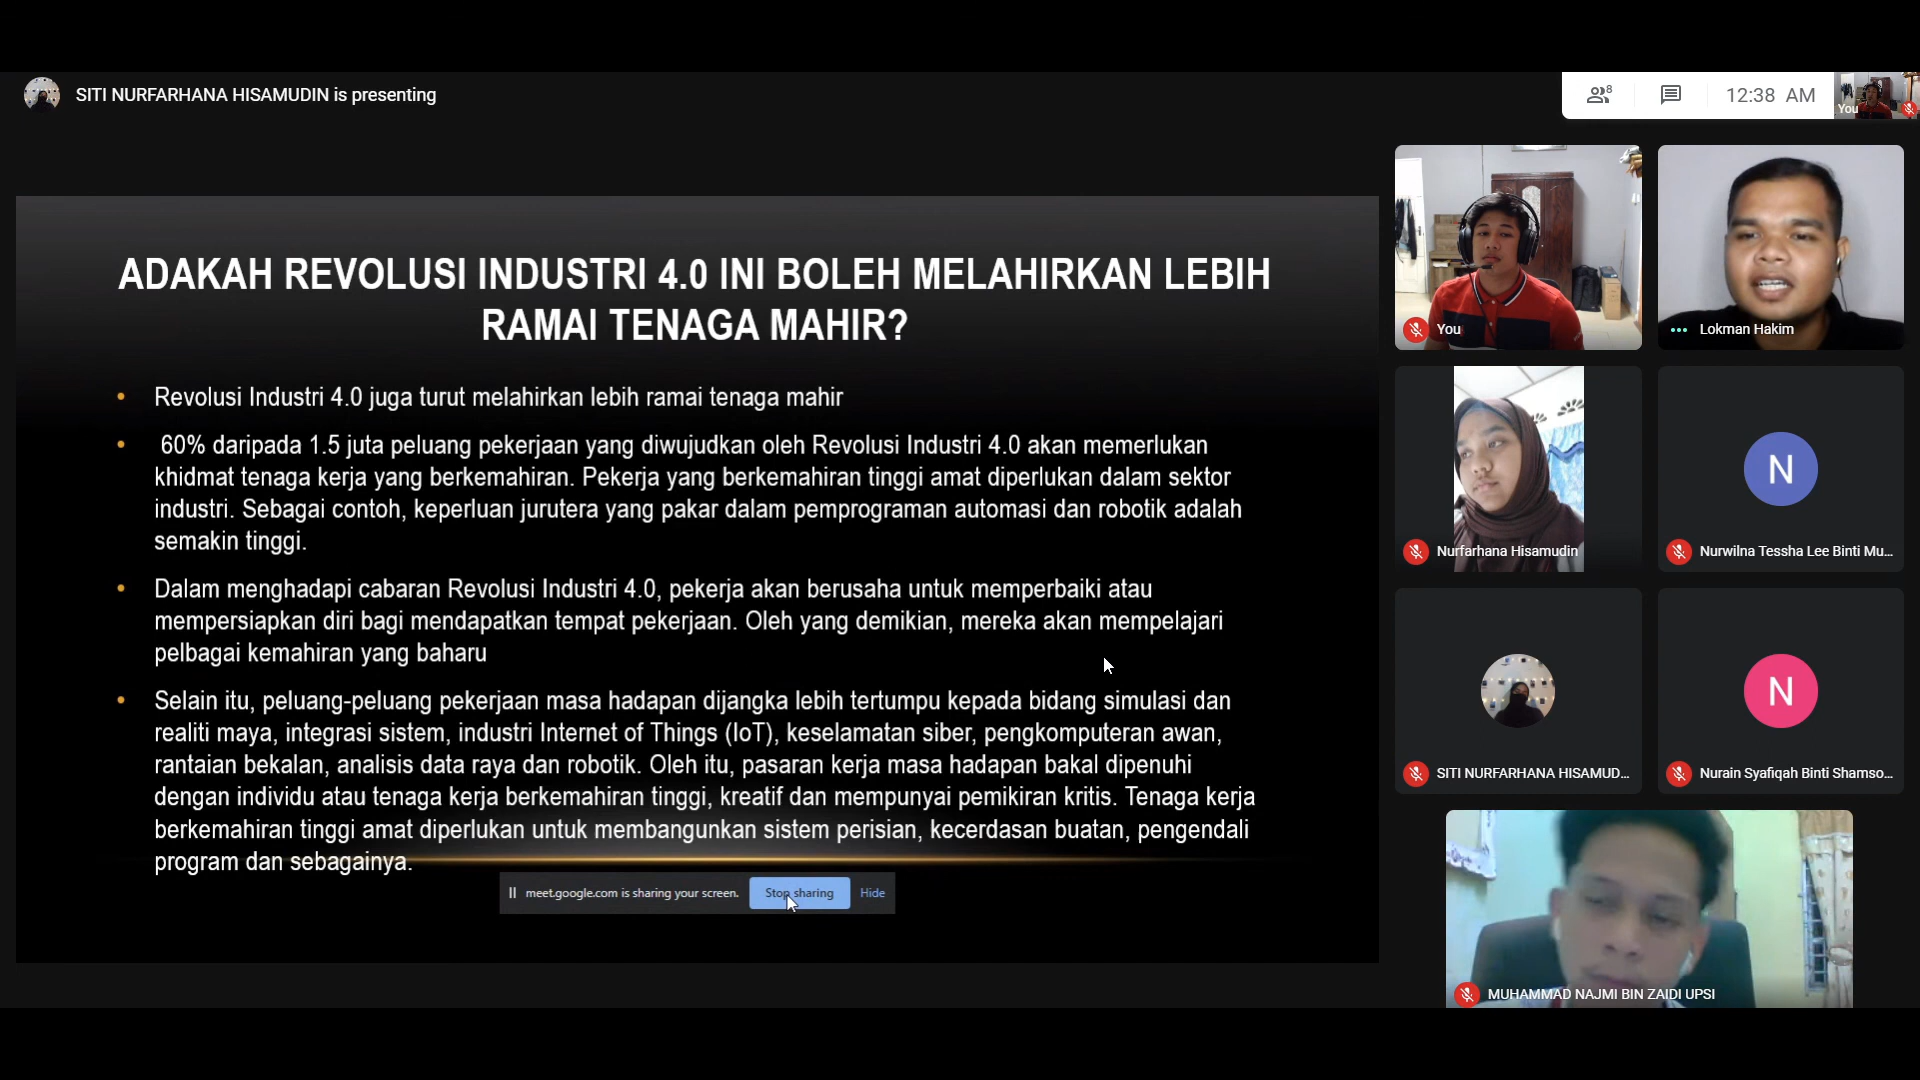 SITI NURFARHANA HISAMUDIN is presenting
8
12:38 AM
You
ADAKAH REVOLUSI INDUSTRI 4.0 INI BOLEH MELAHIRKAN LEBIH
RAMAI TENAGA MAHIR?
• Revolusi Industri 4.0 juga turut melahirkan lebih ramai tenaga mahir
• 60% daripada 1.5 juta peluang pekerjaan yang diwujudkan oleh Revolusi Industri 4.0 akan memerlukan
khidmat tenaga kerja yang berkemahiran. Pekerja yang berkemahiran tinggi amat diperlukan dalam sektor
industri. Sebagai contoh, keperluan jurutera yang pakar dalam pemprograman automasi dan robotik adalah
semakin tinggi.
• Dalam menghadapi cabaran Revolusi Industri 4.0, pekerja akan berusaha untuk memperbaiki atau
mempersiapkan diri bagi mendapatkan tempat pekerjaan. Oleh yang demikian, mereka akan mempelajari
pelbagai kemahiran yang baharu
• Selain itu, peluang-peluang pekerjaan masa hadapan dijangka lebih tertumpu kepada bidang simulasi dan
realiti maya, integrasi sistem, industri Internet of Things (IoT), keselamatan siber, pengkomputeran awan,
rantaian bekalan, analisis data raya dan robotik. Oleh itu, pasaran kerja masa hadapan bakal dipenuhi
dengan individu atau tenaga kerja berkemahiran tinggi, kreatif dan mempunyai pemikiran kritis. Tenaga kerja
berkemahiran tinggi amat diperlukan untuk membangunkan sistem perisian, kecerdasan buatan, pengendali
program dan sebagainya.
meet.google.com is sharing your screen.
Stop sharing
Hide
You
Lokman Hakim
Nurfarhana Hisamudin
N
Nurwilna Tessha Lee Binti Mu...
SITI NURFARHANA HISAMUD...
N
Nurain Syafiqah Binti Shamso...
MUHAMMAD NAJMI BIN ZAIDI UPSI